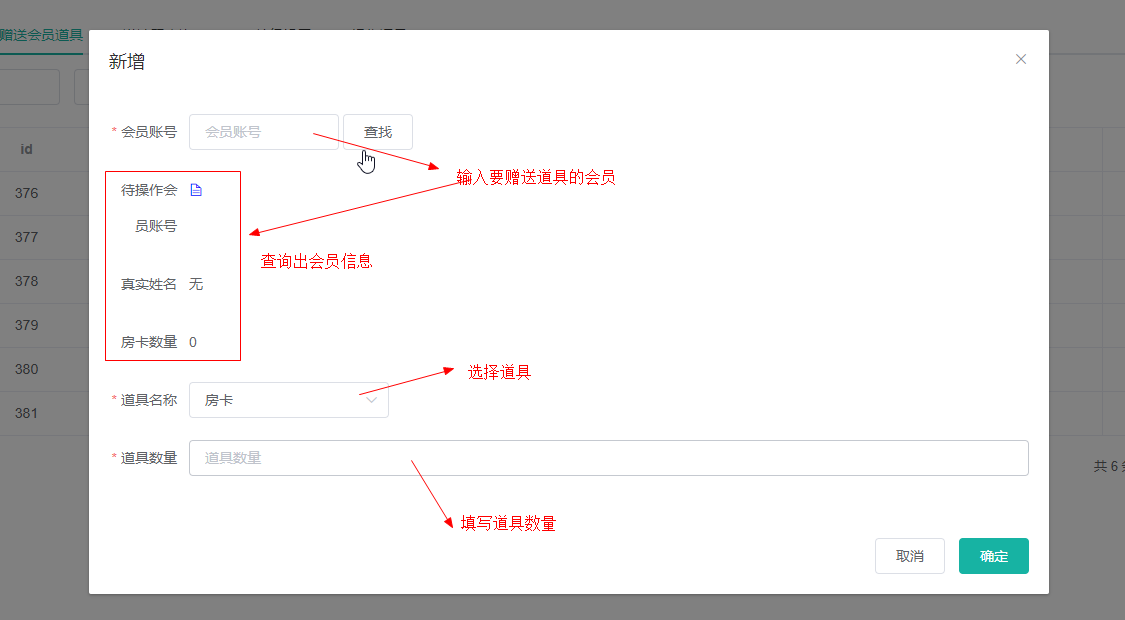 赠送会员道具
新增
* 会员账号 会员账号 查找
输入要赠送道具的会员
id
待操作会
员账号
376
377
查询出会员信息
378
真实姓名 无
379
房卡数量 0
380
选择道具
* 道具名称 房卡
381
* 道具数量 道具数量
共 6
填写道具数量
取消 确定